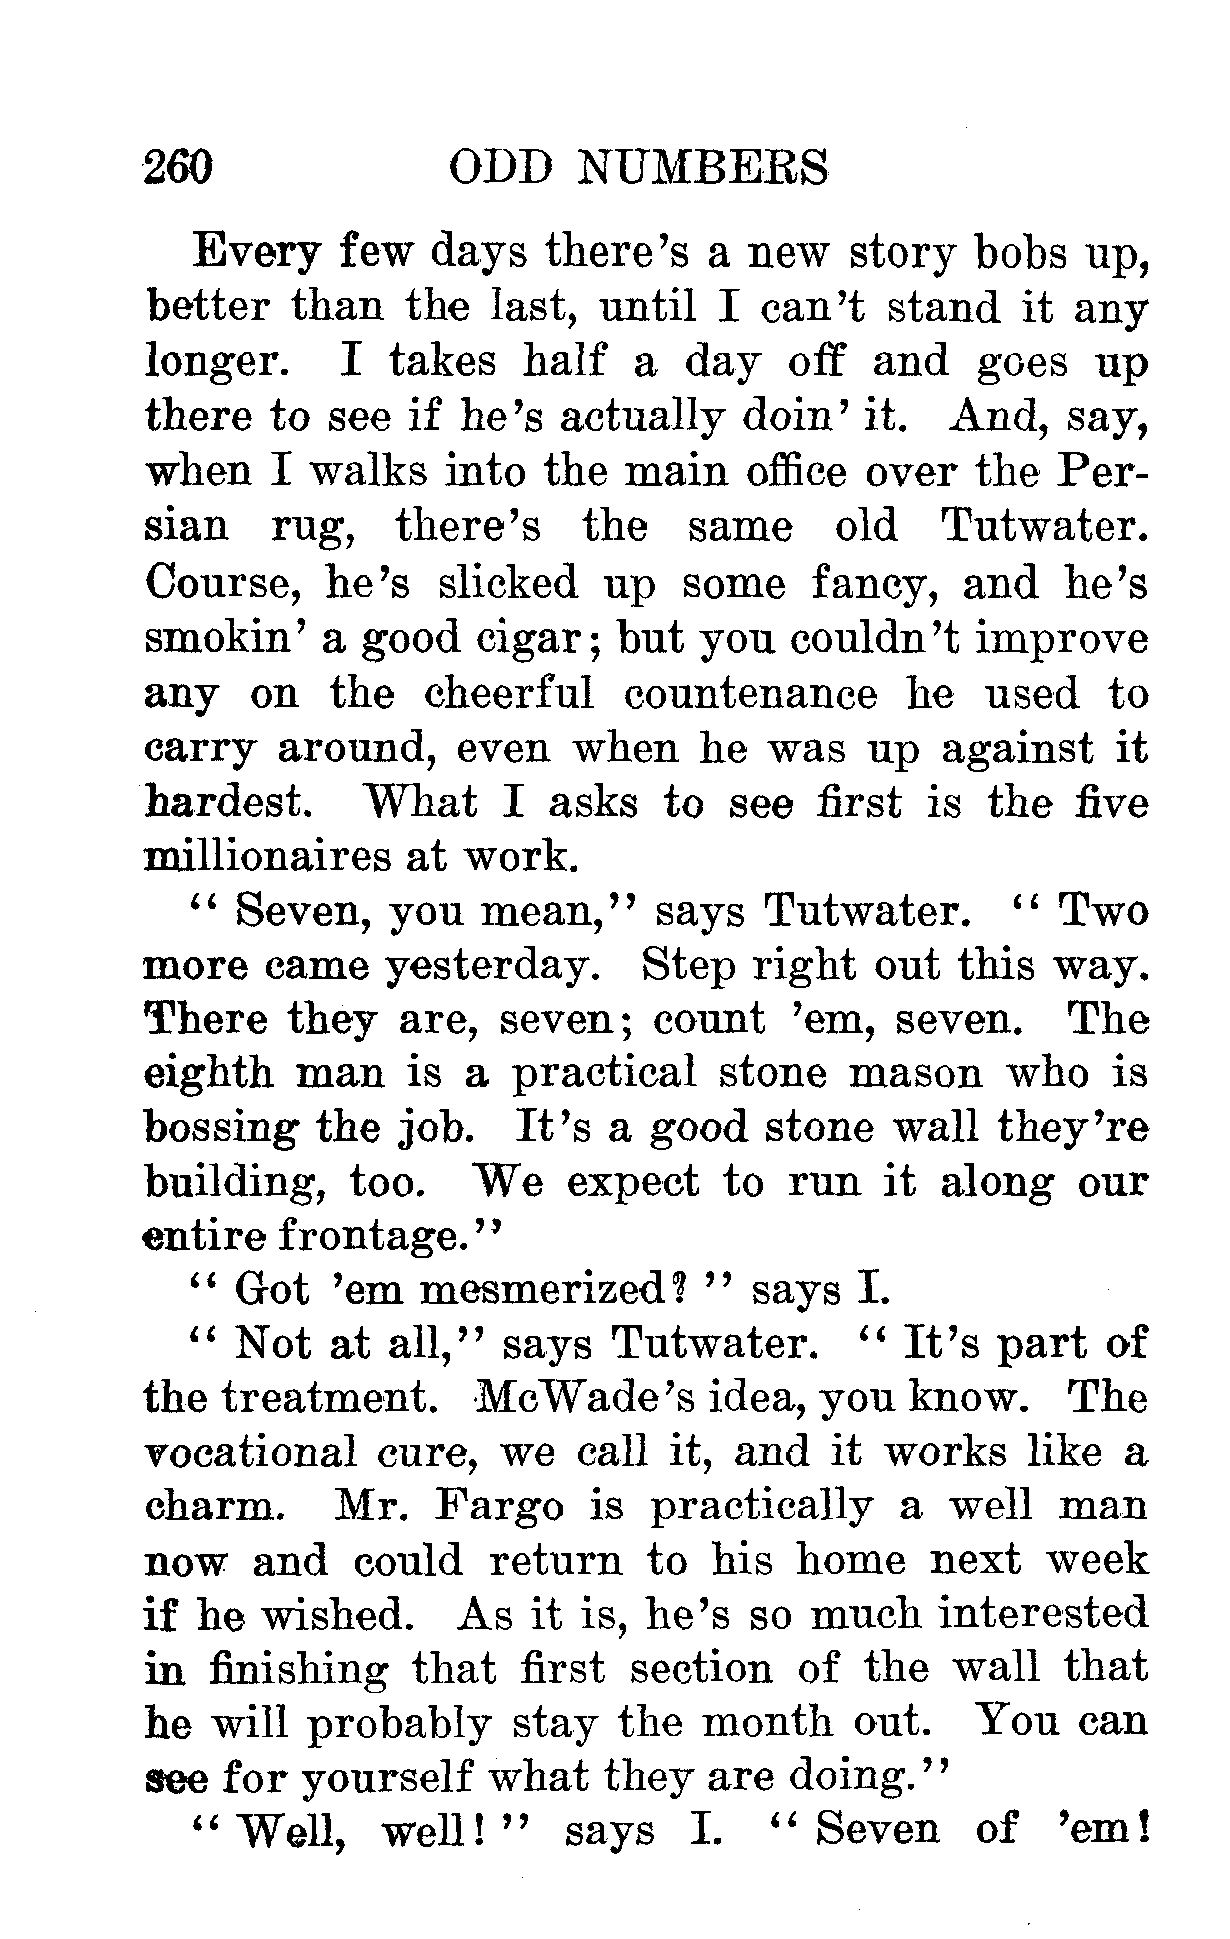 260 ODD NUMBERS
Every few days there's a new story bobs up,
better than the last, until I can't stand it any
longer. I takes half a day off and goes up
there to see if he's actually doin' it. And, say,
when I walks into the main office over the Per-
sian rug, there's the same old Tutwater.
Course, he's slicked up some fancy, and he's
smokin' a good cigar; but you couldn't improve
any on the cheerful countenance he used to
carry around, even when he was up against it
hardest. What I asks to see first is the five
millionaires at work.
“ Seven, you mean,” says Tutwater. “ Two
more came yesterday. Step right out this way.
There they are, seven; count 'em, seven. The
eighth man is a practical stone mason who is
bossing the job. It's a good stone wall they're
building, too. We expect to run it along our
entire frontage.”
“ Got 'em mesmerized? ” says I.
“ Not at all,” says Tutwater. “ It's part of
the treatment. McWade's idea, you know. The
vocational cure, we call it, and it works like a
charm. Mr. Fargo is practically a well man
now and could return to his home next week
if he wished. As it is, he's so much interested
in finishing that first section of the wall that
he will probably stay the month out. You can
see for yourself what they are doing.”
“ Well, well! ” says I. “ Seven of 'em!